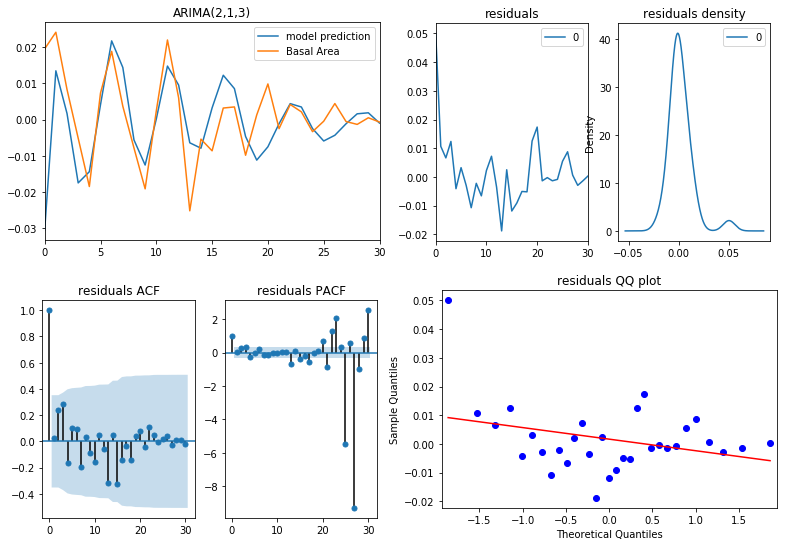 ARIMA(2,1,3)
model prediction
Basal Area
0.02
0.01
0.00
−0.01
−0.02
−0.03
0 5 10 15 20 25 30
residuals
0
0.05
0.04
0.03
0.02
0.01
0.00
−0.01
−0.02
0 10 20 30
residuals density
0
Density
40
30
20
10
0
−0.05 0.00 0.05
residuals ACF
1.0
0.8
0.6
0.4
0.2
0.0
−0.2
−0.4
0 10 20 30
residuals PACF
2
0
−2
−4
−6
−8
0 10 20 30
residuals QQ plot
Sample Quantiles
0.05
0.04
0.03
0.02
0.01
0.00
−0.01
−0.02
−1.5 −1.0 −0.5 0.0 0.5 1.0 1.5
Theoretical Quantiles